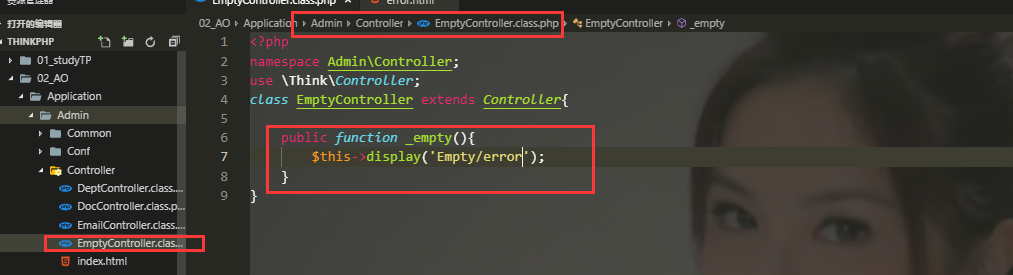 资源管理器
EmptyController.class.php
error.html
打开的编辑器
THINKPHP
01_studyTP
02_AO
Application
Admin
Common
Conf
Controller
DeptController.class....
DocController.class.p...
EmailController.class....
EmptyController.clas...
index.html
02_AO > Application > Admin > Controller > EmptyController.class.php > EmptyController > _empty
1 <?php
2 namespace Admin\Controller;
3 use \Think\Controller;
4 class EmptyController extends Controller{
5
6 public function _empty(){
7 $this->display('Empty/error');
8 }
9 }